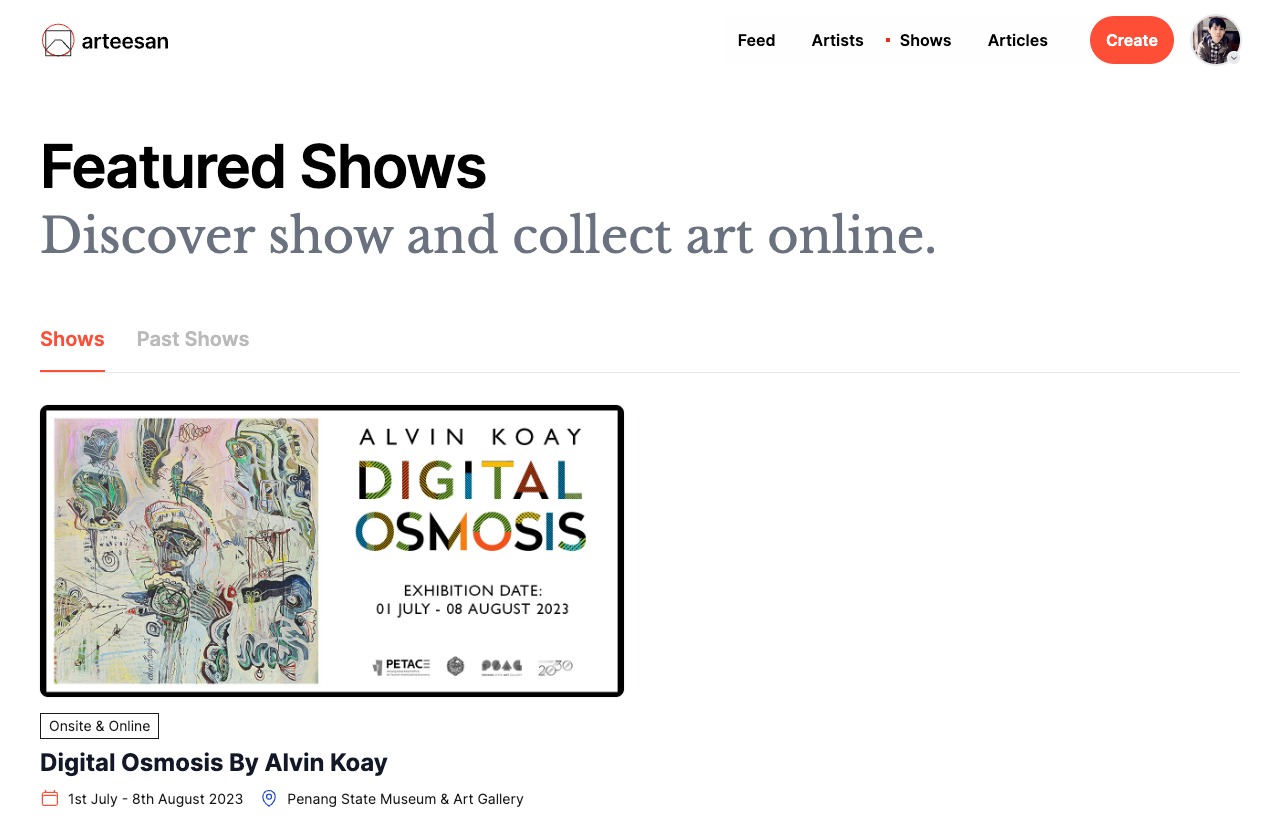 arteesan
Feed Artists Shows Articles Create
Featured Shows
Discover show and collect art online.
Shows Past Shows
ALVIN KOAY
DIGITAL
OSMOSIS
EXHIBITION DATE:
01 JULY - 08 AUGUST 2023
PETACE
2030
Onsite & Online
Digital Osmosis By Alvin Koay
1st July - 8th August 2023 Penang State Museum & Art Gallery